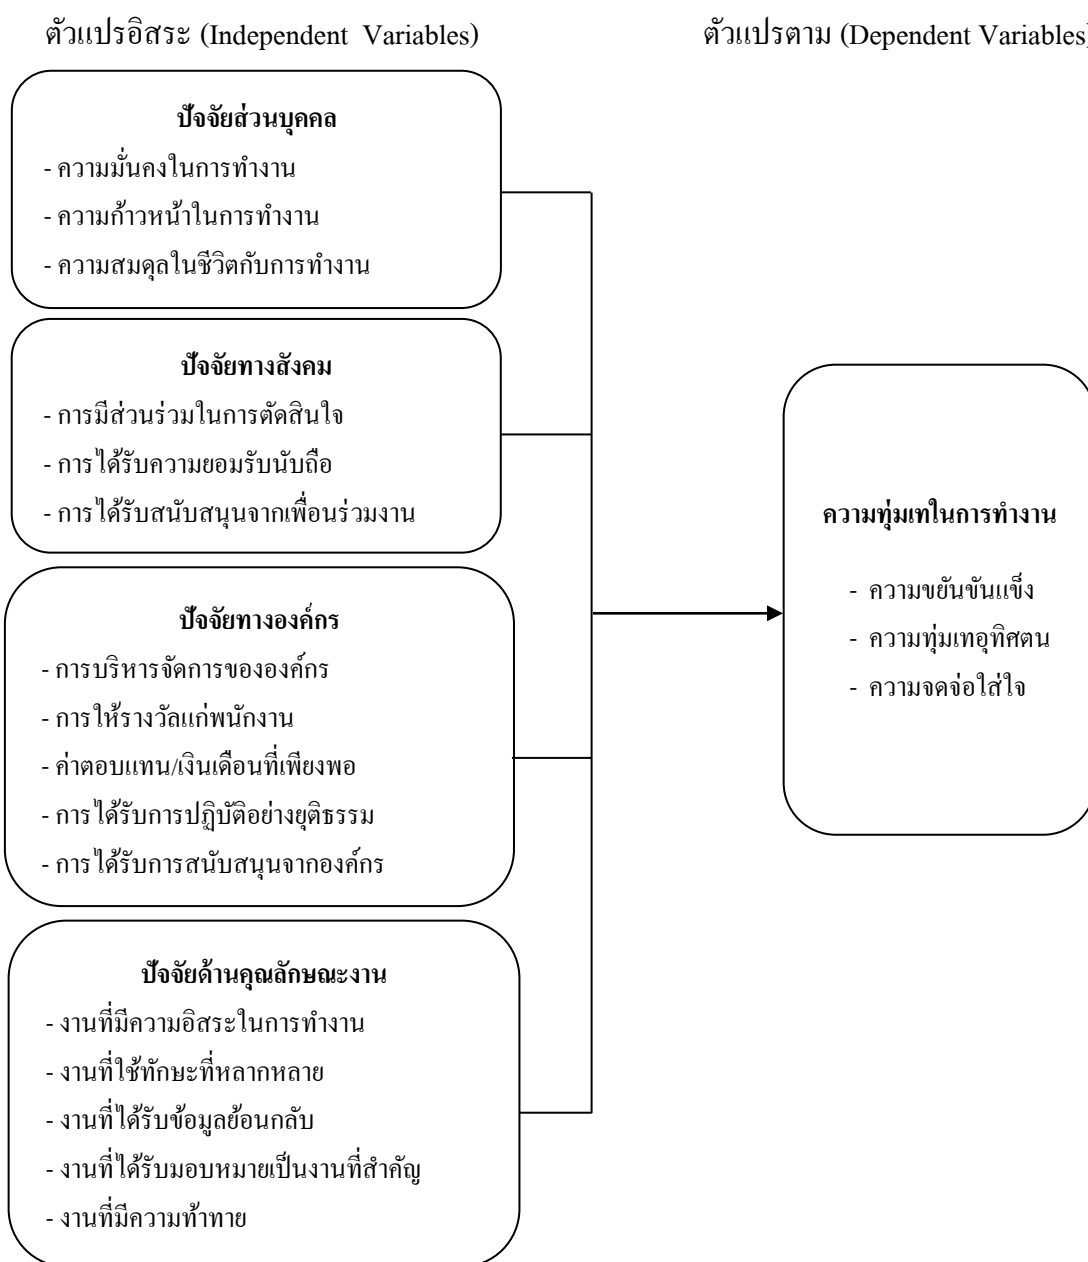 ตัวแปรอิสระ (Independent Variables)
ตัวแปรตาม (Dependent Variables)
ปัจจัยส่วนบุคคล
- ความมั่นคงในการทำงาน
- ความก้าวหน้าในการทำงาน
- ความสมดุลในชีวิตกับการทำงาน
ปัจจัยทางสังคม
- การมีส่วนร่วมในการตัดสินใจ
- การได้รับความยอมรับนับถือ
- การได้รับสนับสนุนจากเพื่อนร่วมงาน
ปัจจัยทางองค์กร
- การบริหารจัดการขององค์กร
- การให้รางวัลแก่พนักงาน
- ค่าตอบแทน/เงินเดือนที่เพียงพอ
- การได้รับการปฏิบัติอย่างยุติธรรม
- การได้รับการสนับสนุนจากองค์กร
ปัจจัยด้านคุณลักษณะงาน
- งานที่มีความอิสระในการทำงาน
- งานที่ใช้ทักษะที่หลากหลาย
- งานที่ได้รับข้อมูลย้อนกลับ
- งานที่ได้รับมอบหมายเป็นงานที่สำคัญ
- งานที่มีความท้าทาย
ความทุ่มเทในการทำงาน
- ความขยันขันแข็ง
- ความทุ่มเทอุทิศตน
- ความจดจ่อใส่ใจ